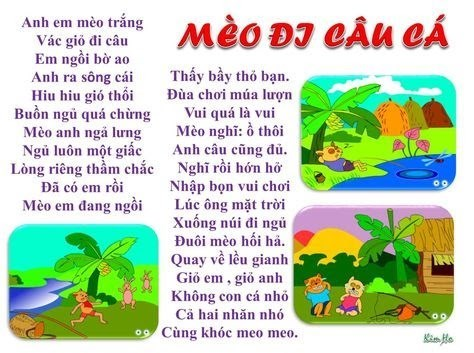 MÈO ĐI CÂU CÁ
Anh em mèo trắng
Vác giỏ đi câu
Em ngồi bờ ao
Anh ra sông cái
Hiu hiu gió thổi
Buồn ngủ quá chừng
Mèo anh ngả lưng
Ngủ luôn một giấc
Lòng riêng thầm chắc
Đã có em rồi
Mèo em đang ngồi
Thấy bầy thỏ bạn.
Đùa chơi múa lượn
Vui quá là vui
Mèo nghĩ: ồ thôi
Anh câu cũng đủ.
Nghĩ rồi hớn hở
Nhập bọn vui chơi
Lúc ông mặt trời
Xuống núi đi ngủ
Đuôi mèo hối hả.
Quay về lều gianh
Giỏ em , giỏ anh
Không con cá nhỏ
Cả hai nhăn nhó
Cùng khóc meo meo.